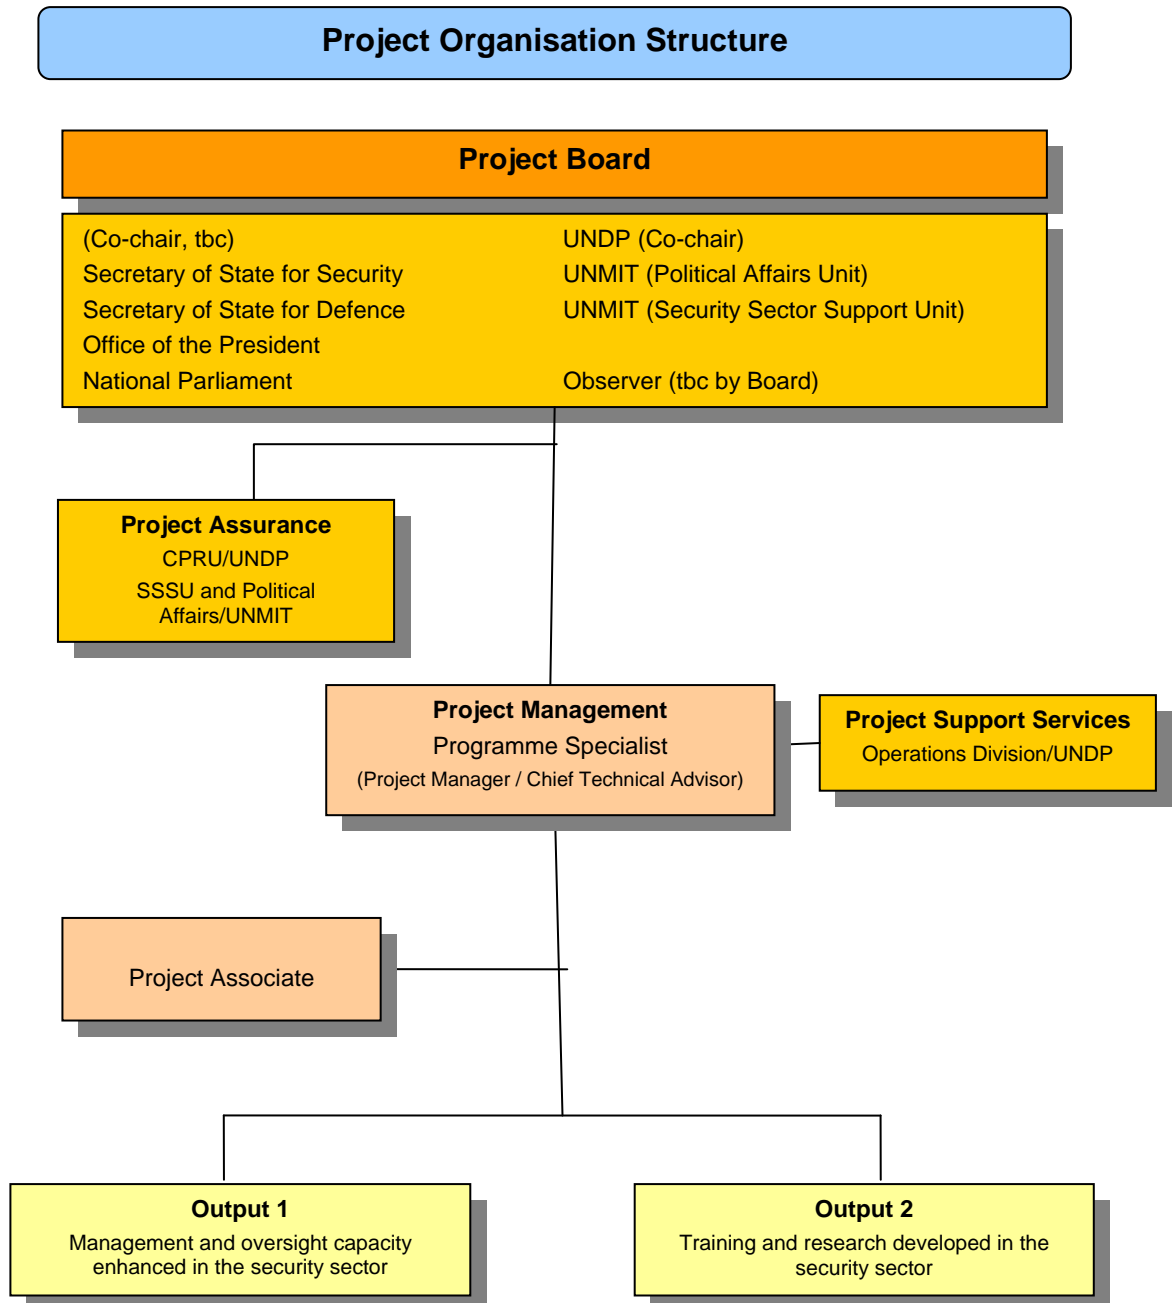 Project Organisation Structure
Project Board
(Co-chair, tbc)
Secretary of State for Security
Secretary of State for Defence
Office of the President
National Parliament
UNDP (Co-chair)
UNMIT (Political Affairs Unit)
UNMIT (Security Sector Support Unit)
Observer (tbc by Board)
Project Assurance
CPRU/UNDP
SSSU and Political
Affairs/UNMIT
Project Management
Programme Specialist
(Project Manager / Chief Technical Advisor)
Project Support Services
Operations Division/UNDP
Project Associate
Output 1
Management and oversight capacity
enhanced in the security sector
Output 2
Training and research developed in the
security sector